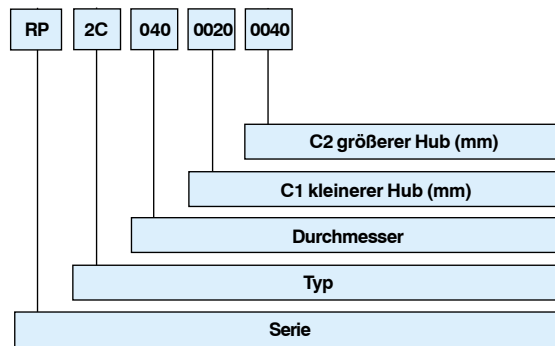 RP 2C 040 0020 0040
C2 größerer Hub (mm)
C1 kleinerer Hub (mm)
Durchmesser
Typ
Serie